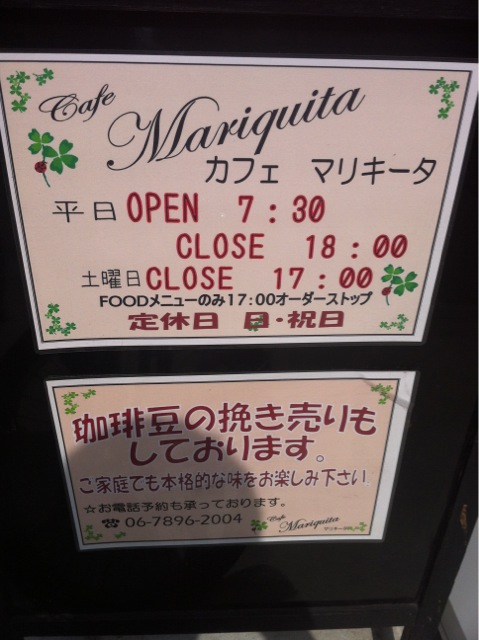 Cafe Mariquita
カフェ マリキータ
平日 OPEN 7:30
CLOSE 18:00
土曜日 CLOSE 17:00
FOODメニューのみ17:00オーダーストップ
定休日 日・祝日
珈琲豆の挽き売りも
しております。
ご家庭でも本格的な味をお楽しみ下さい。
☆お電話予約も承っております。
☎ 06-7896-2004
Cafe Mariquita